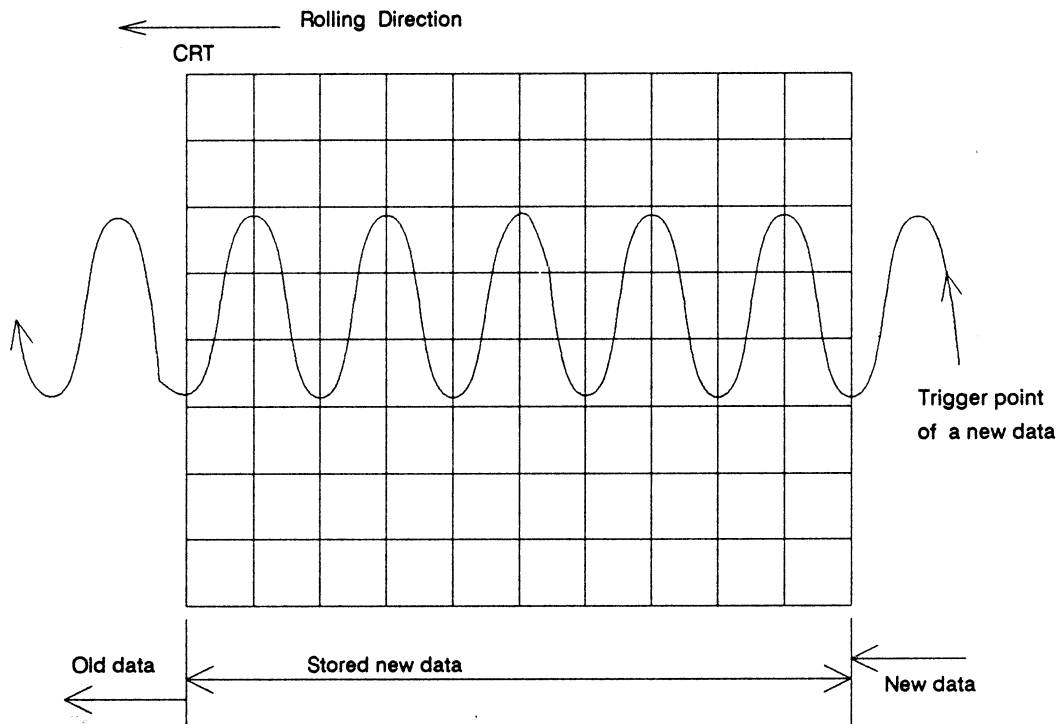 Rolling Direction
CRT
Trigger point
of a new data
Old data
Stored new data
New data